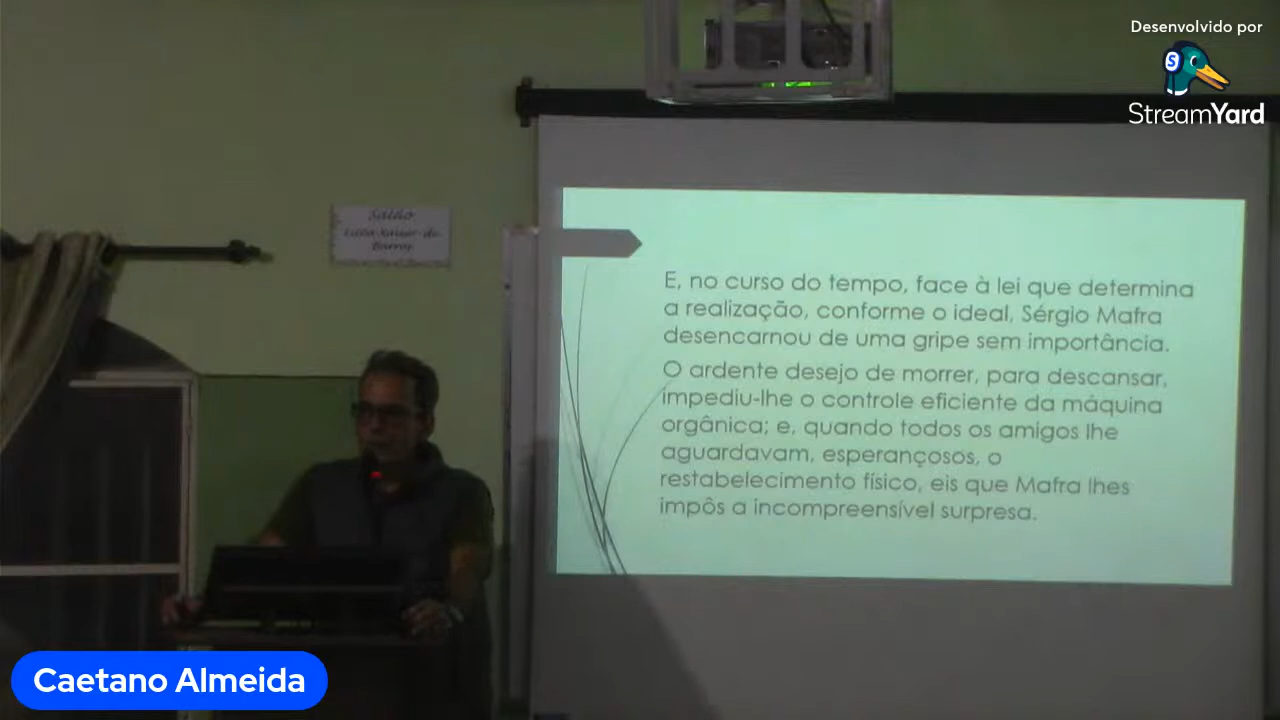 Desenvolvido por
StreamYard
Salão
Barros
E, no curso do tempo, face à lei que determina
a realização, conforme o ideal, Sérgio Mafra
desencarnou de uma gripe sem importância.
O ardente desejo de morrer, para descansar,
impediu-lhe o controle eficiente da máquina
orgânica; e, quando todos os amigos lhe
aguardavam, esperançosos, o
restabelecimento físico, eis que Mafra lhes
impôs a incompreensível surpresa.
Caetano Almeida